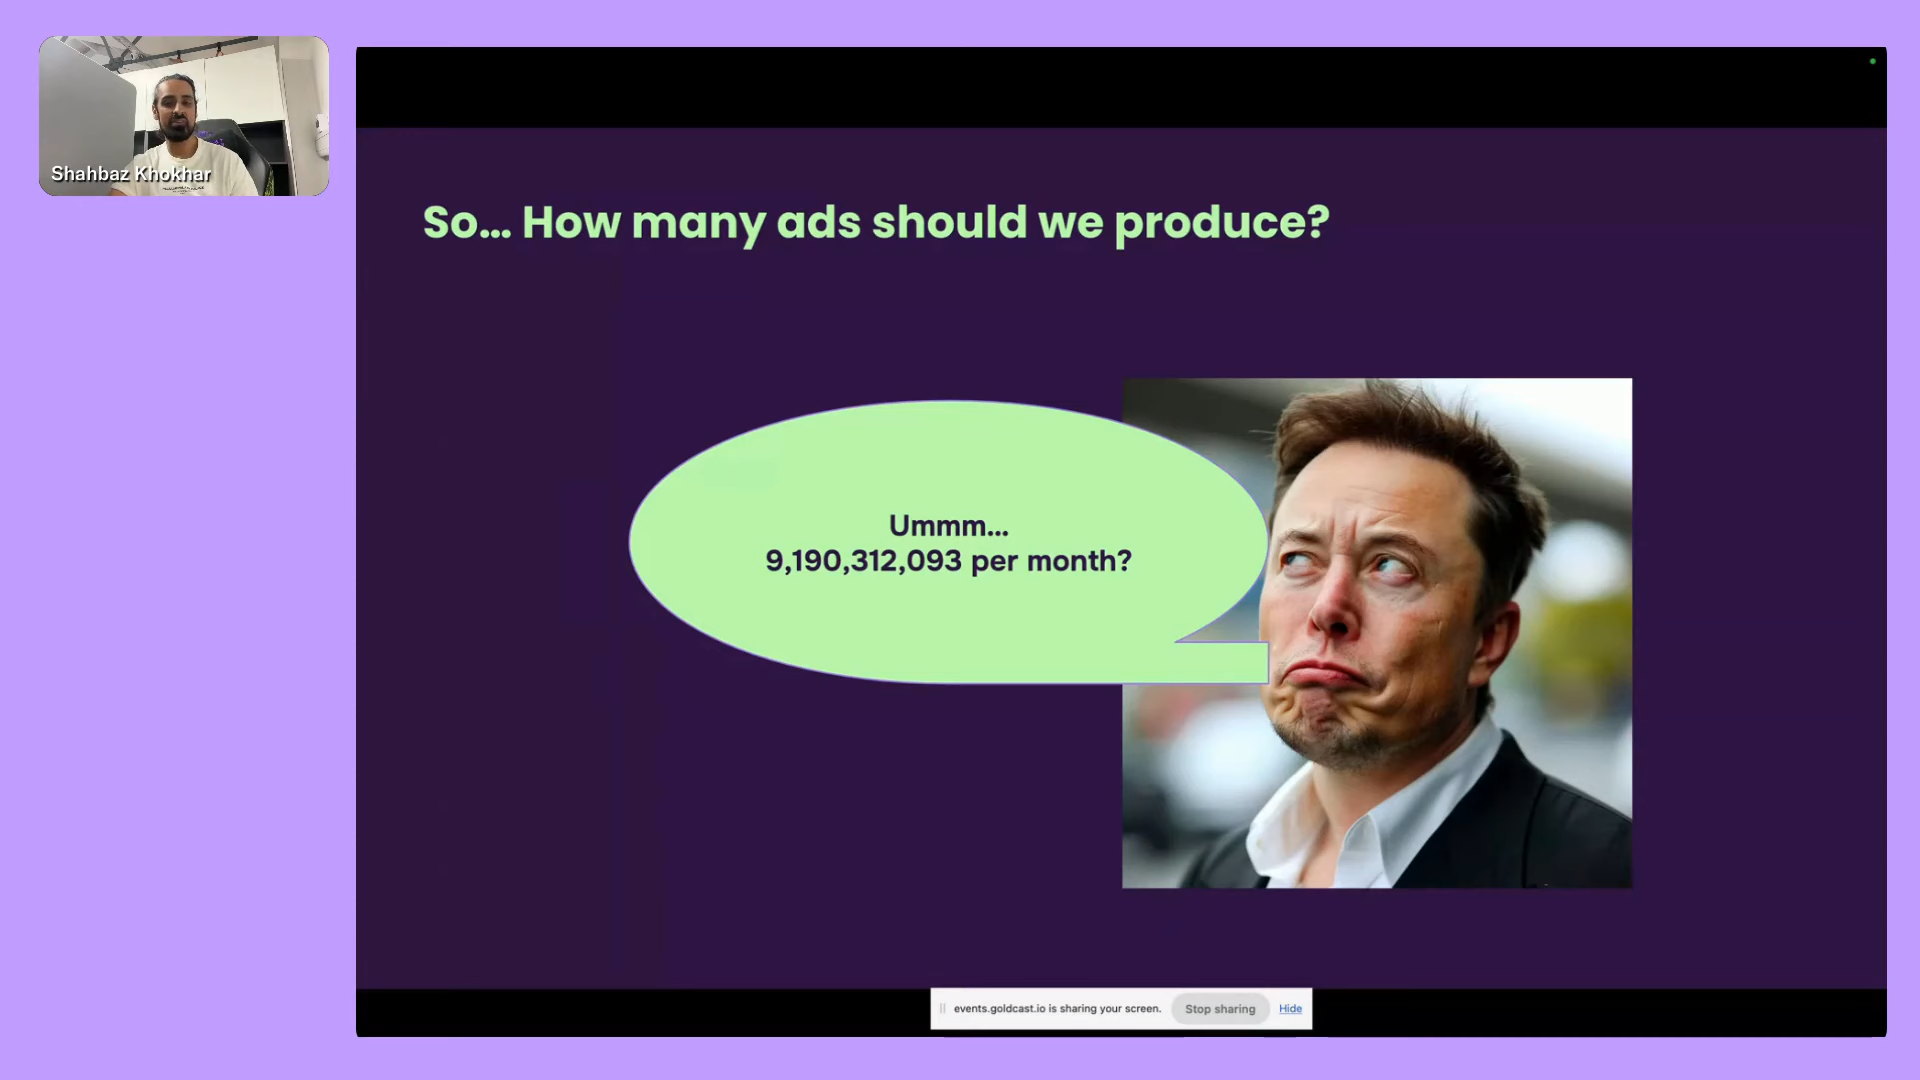 Shahbaz Khokhar
So... How many ads should we produce?
Ummm...
9,190,312,093 per month?
events.goldcast.io is sharing your screen.
Stop sharing
Hide